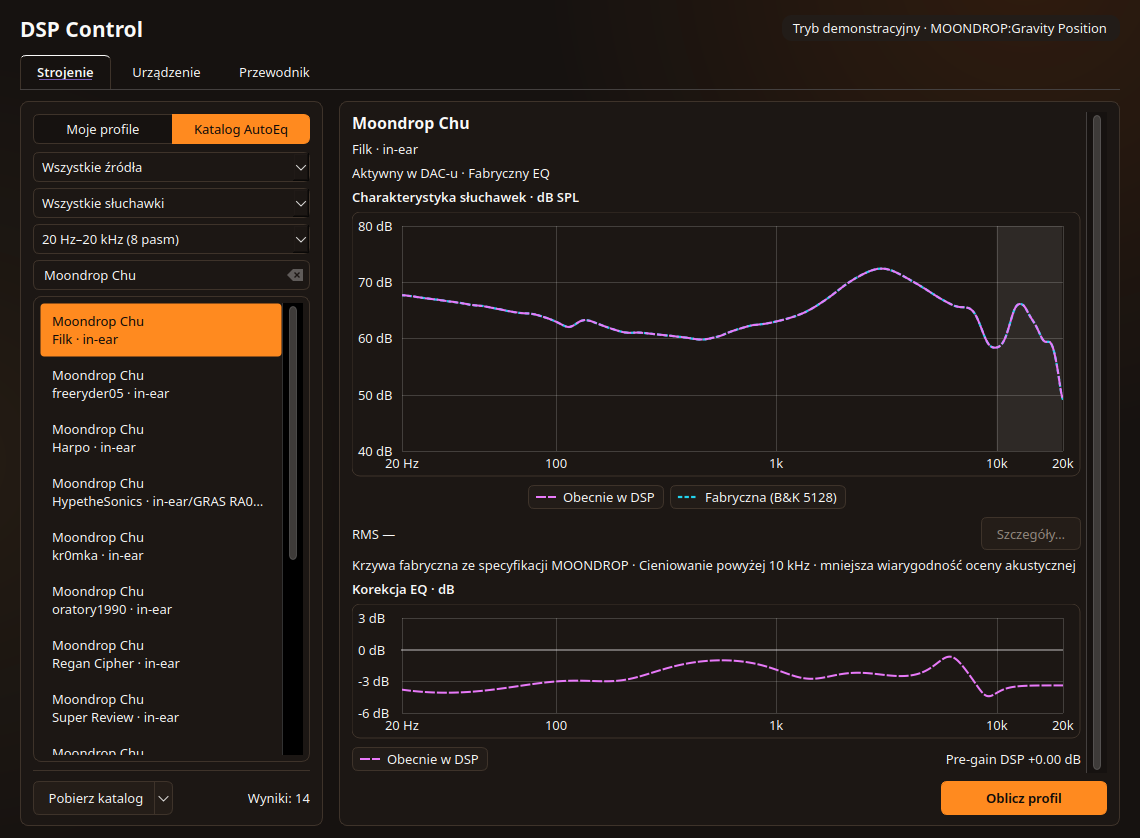 DSP Control
Tryb demonstracyjny · MOONDROP:Gravity Position
Strojenie
Urządzenie
Przewodnik
Moje profile
Katalog AutoEq
Wszystkie źródła
Wszystkie słuchawki
20 Hz–20 kHz (8 pasm)
Moondrop Chu
Moondrop Chu
Filk · in-ear
Moondrop Chu
freeryder05 · in-ear
Moondrop Chu
Harpo · in-ear
Moondrop Chu
HypetheSonics · in-ear/GRAS RA0...
Moondrop Chu
kr0mka · in-ear
Moondrop Chu
oratory1990 · in-ear
Moondrop Chu
Regan Cipher · in-ear
Moondrop Chu
Super Review · in-ear
Moondrop Chu
Pobierz katalog
Wyniki: 14
Moondrop Chu
Filk · in-ear
Aktywny w DAC-u · Fabryczny EQ
Charakterystyka słuchawek · dB SPL
80 dB
70 dB
60 dB
50 dB
40 dB
20 Hz
100
1k
10k
20k
Obecnie w DSP
Fabryczna (B&K 5128)
RMS —
Szczegóły...
Krzywa fabryczna ze specyfikacji MOONDROP · Cieniowanie powyżej 10 kHz · mniejsza wiarygodność oceny akustycznej
Korekcja EQ · dB
3 dB
0 dB
-3 dB
-6 dB
20 Hz
100
1k
10k
20k
Obecnie w DSP
Pre-gain DSP +0.00 dB
Oblicz profil